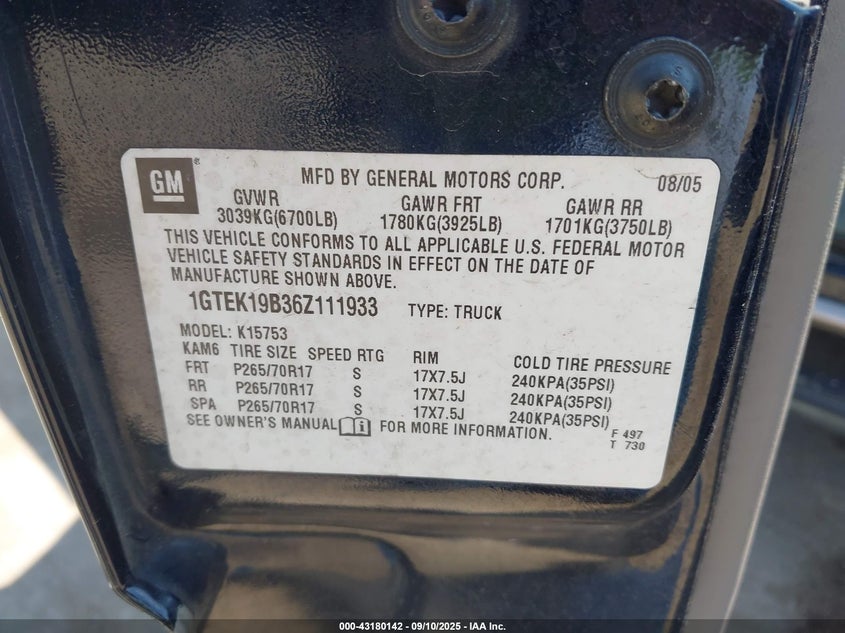 GM ® MFD BY GENERAL MOTORS CORP. 08/05
GVWR GAWR FRT GAWR RR
3039KG(6700LB) 1780KG(3925LB) 1701KG(3750LB)
THIS VEHICLE CONFORMS TO ALL APPLICABLE U.S. FEDERAL MOTOR
VEHICLE SAFETY STANDARDS IN EFFECT ON THE DATE OF
MANUFACTURE SHOWN ABOVE.
1GTEK19B36Z111933 TYPE: TRUCK
MODEL: K15753
KAM6 TIRE SIZE SPEED RTG RIM COLD TIRE PRESSURE
FRT P265/70R17 S 17X7.5J 240KPA(35PSI)
RR P265/70R17 S 17X7.5J 240KPA(35PSI)
SPA P265/70R17 S 17X7.5J 240KPA(35PSI)
SEE OWNER'S MANUAL FOR MORE INFORMATION.
F 497
T 730
000-43180142 - 09/10/2025 - IAA Inc.